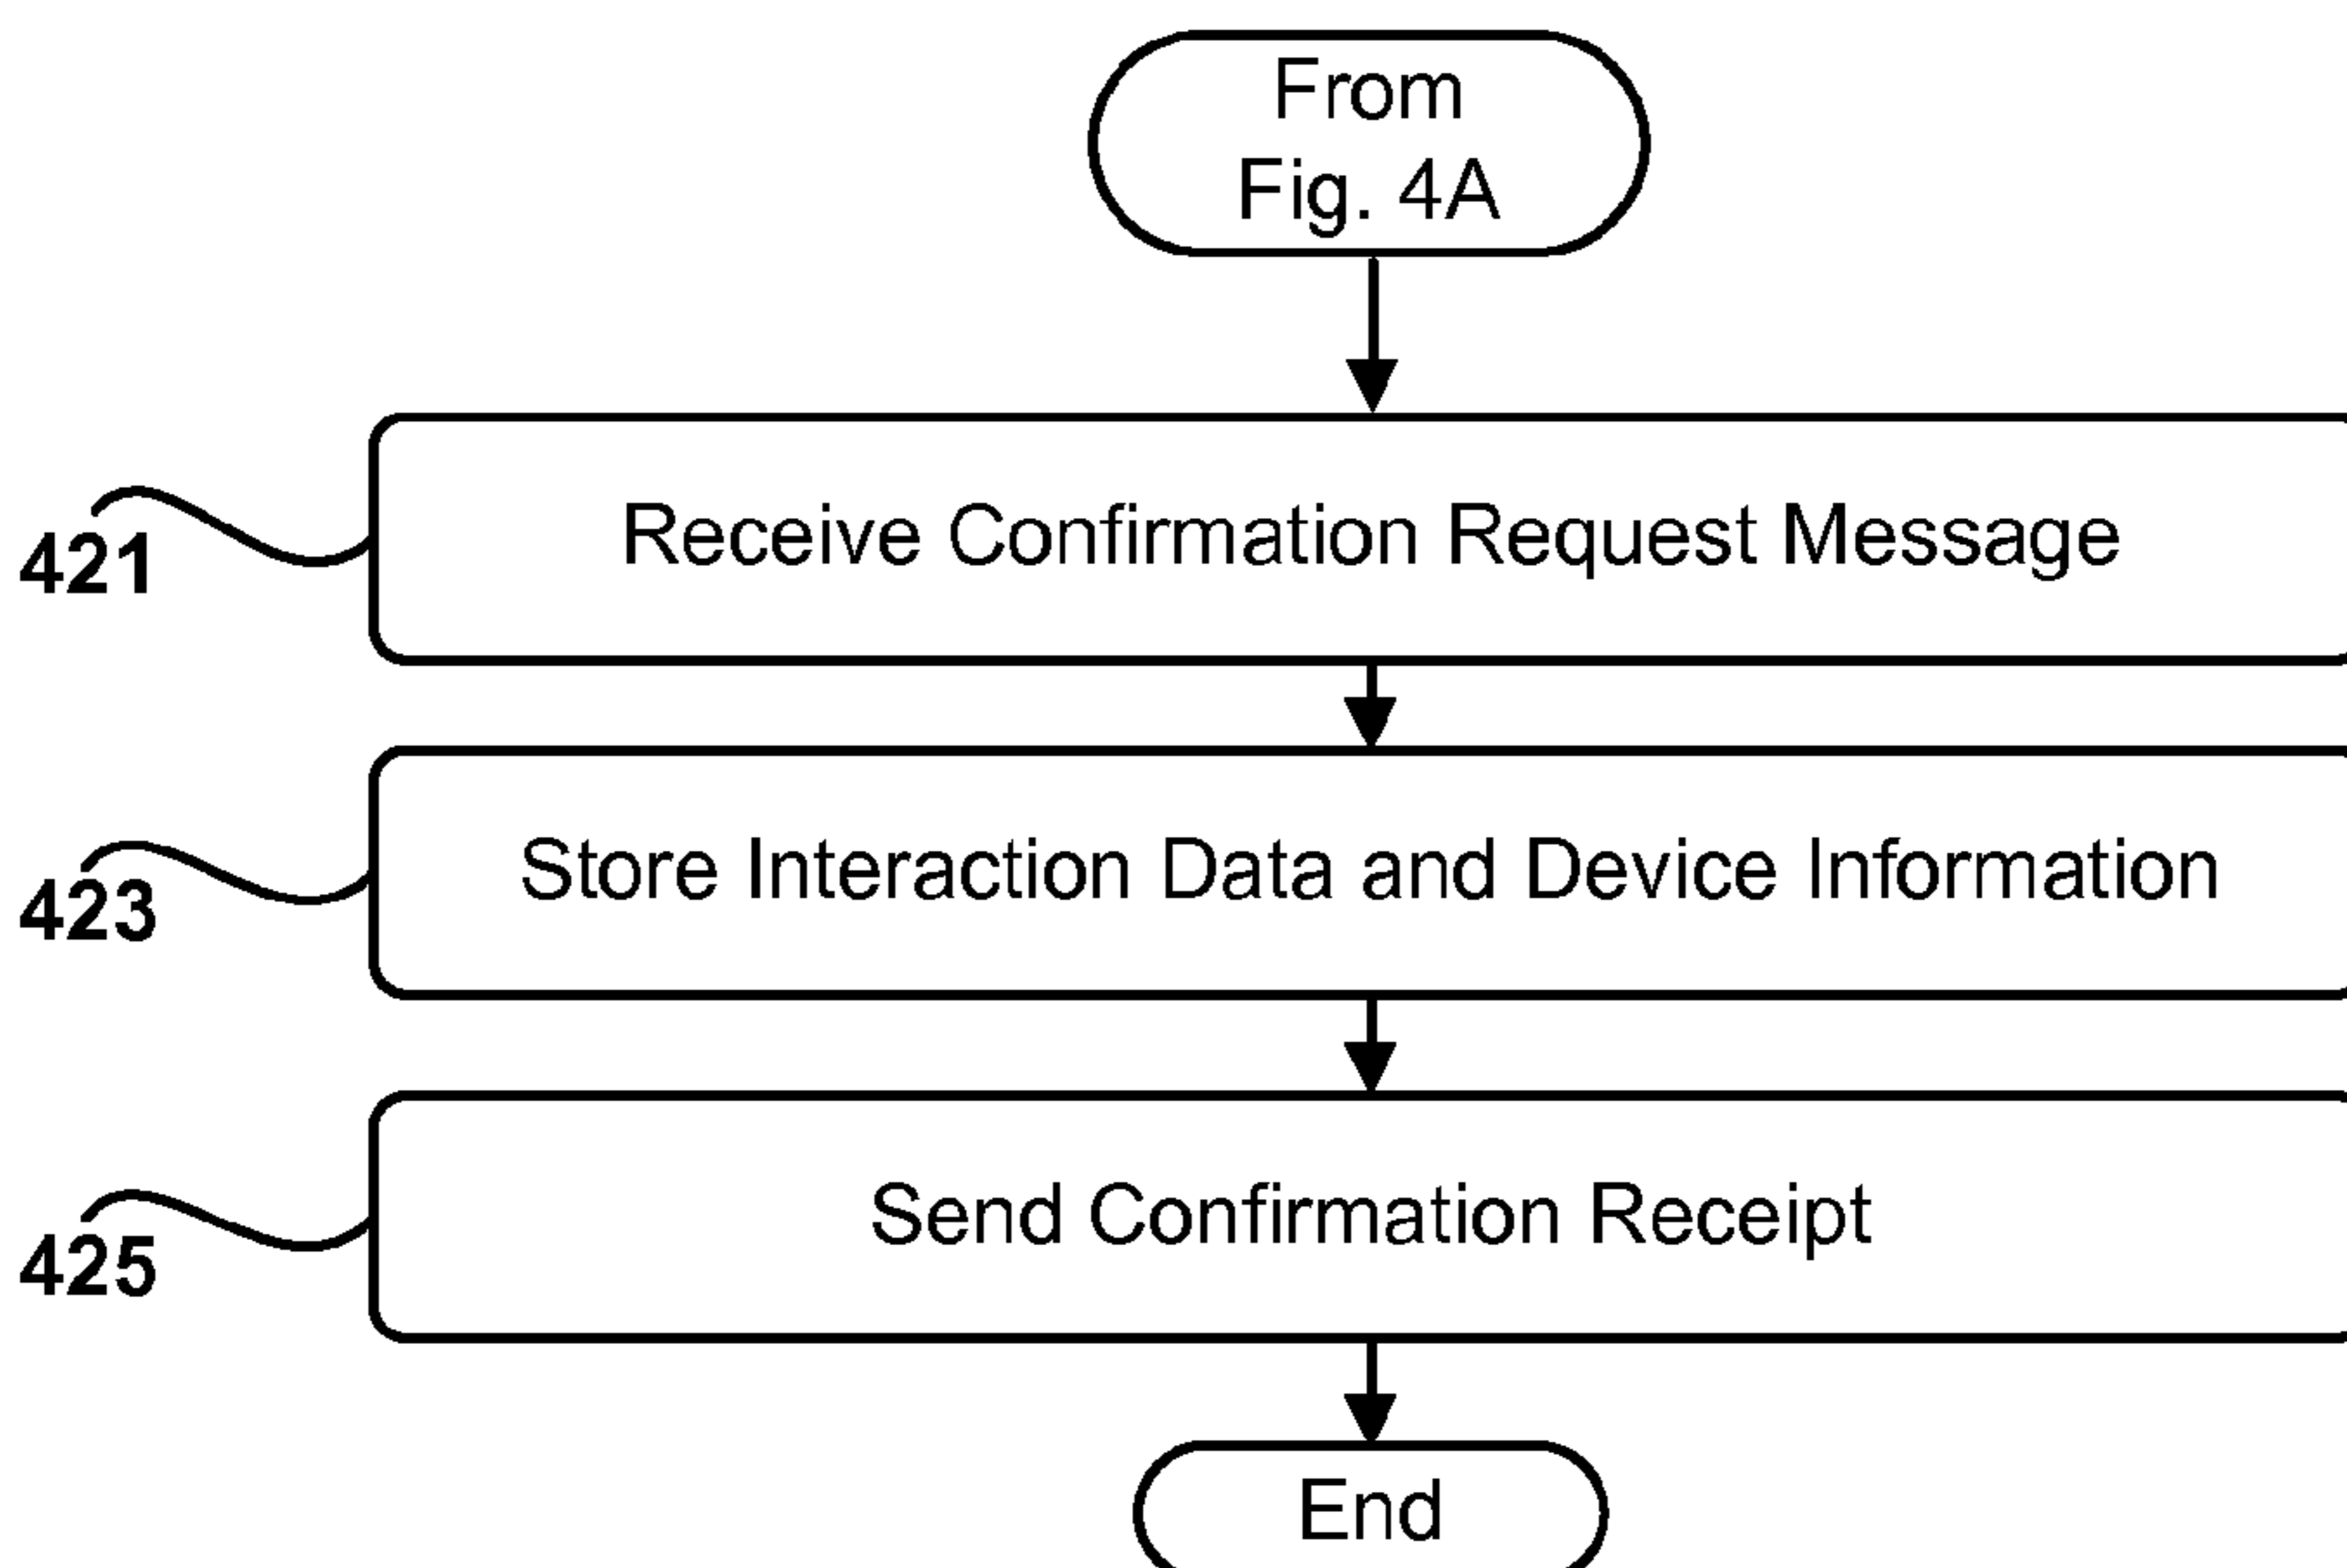 From
Fig. 4A
421
Receive Confirmation Request Message
423
Store Interaction Data and Device Information
425
Send Confirmation Receipt
End